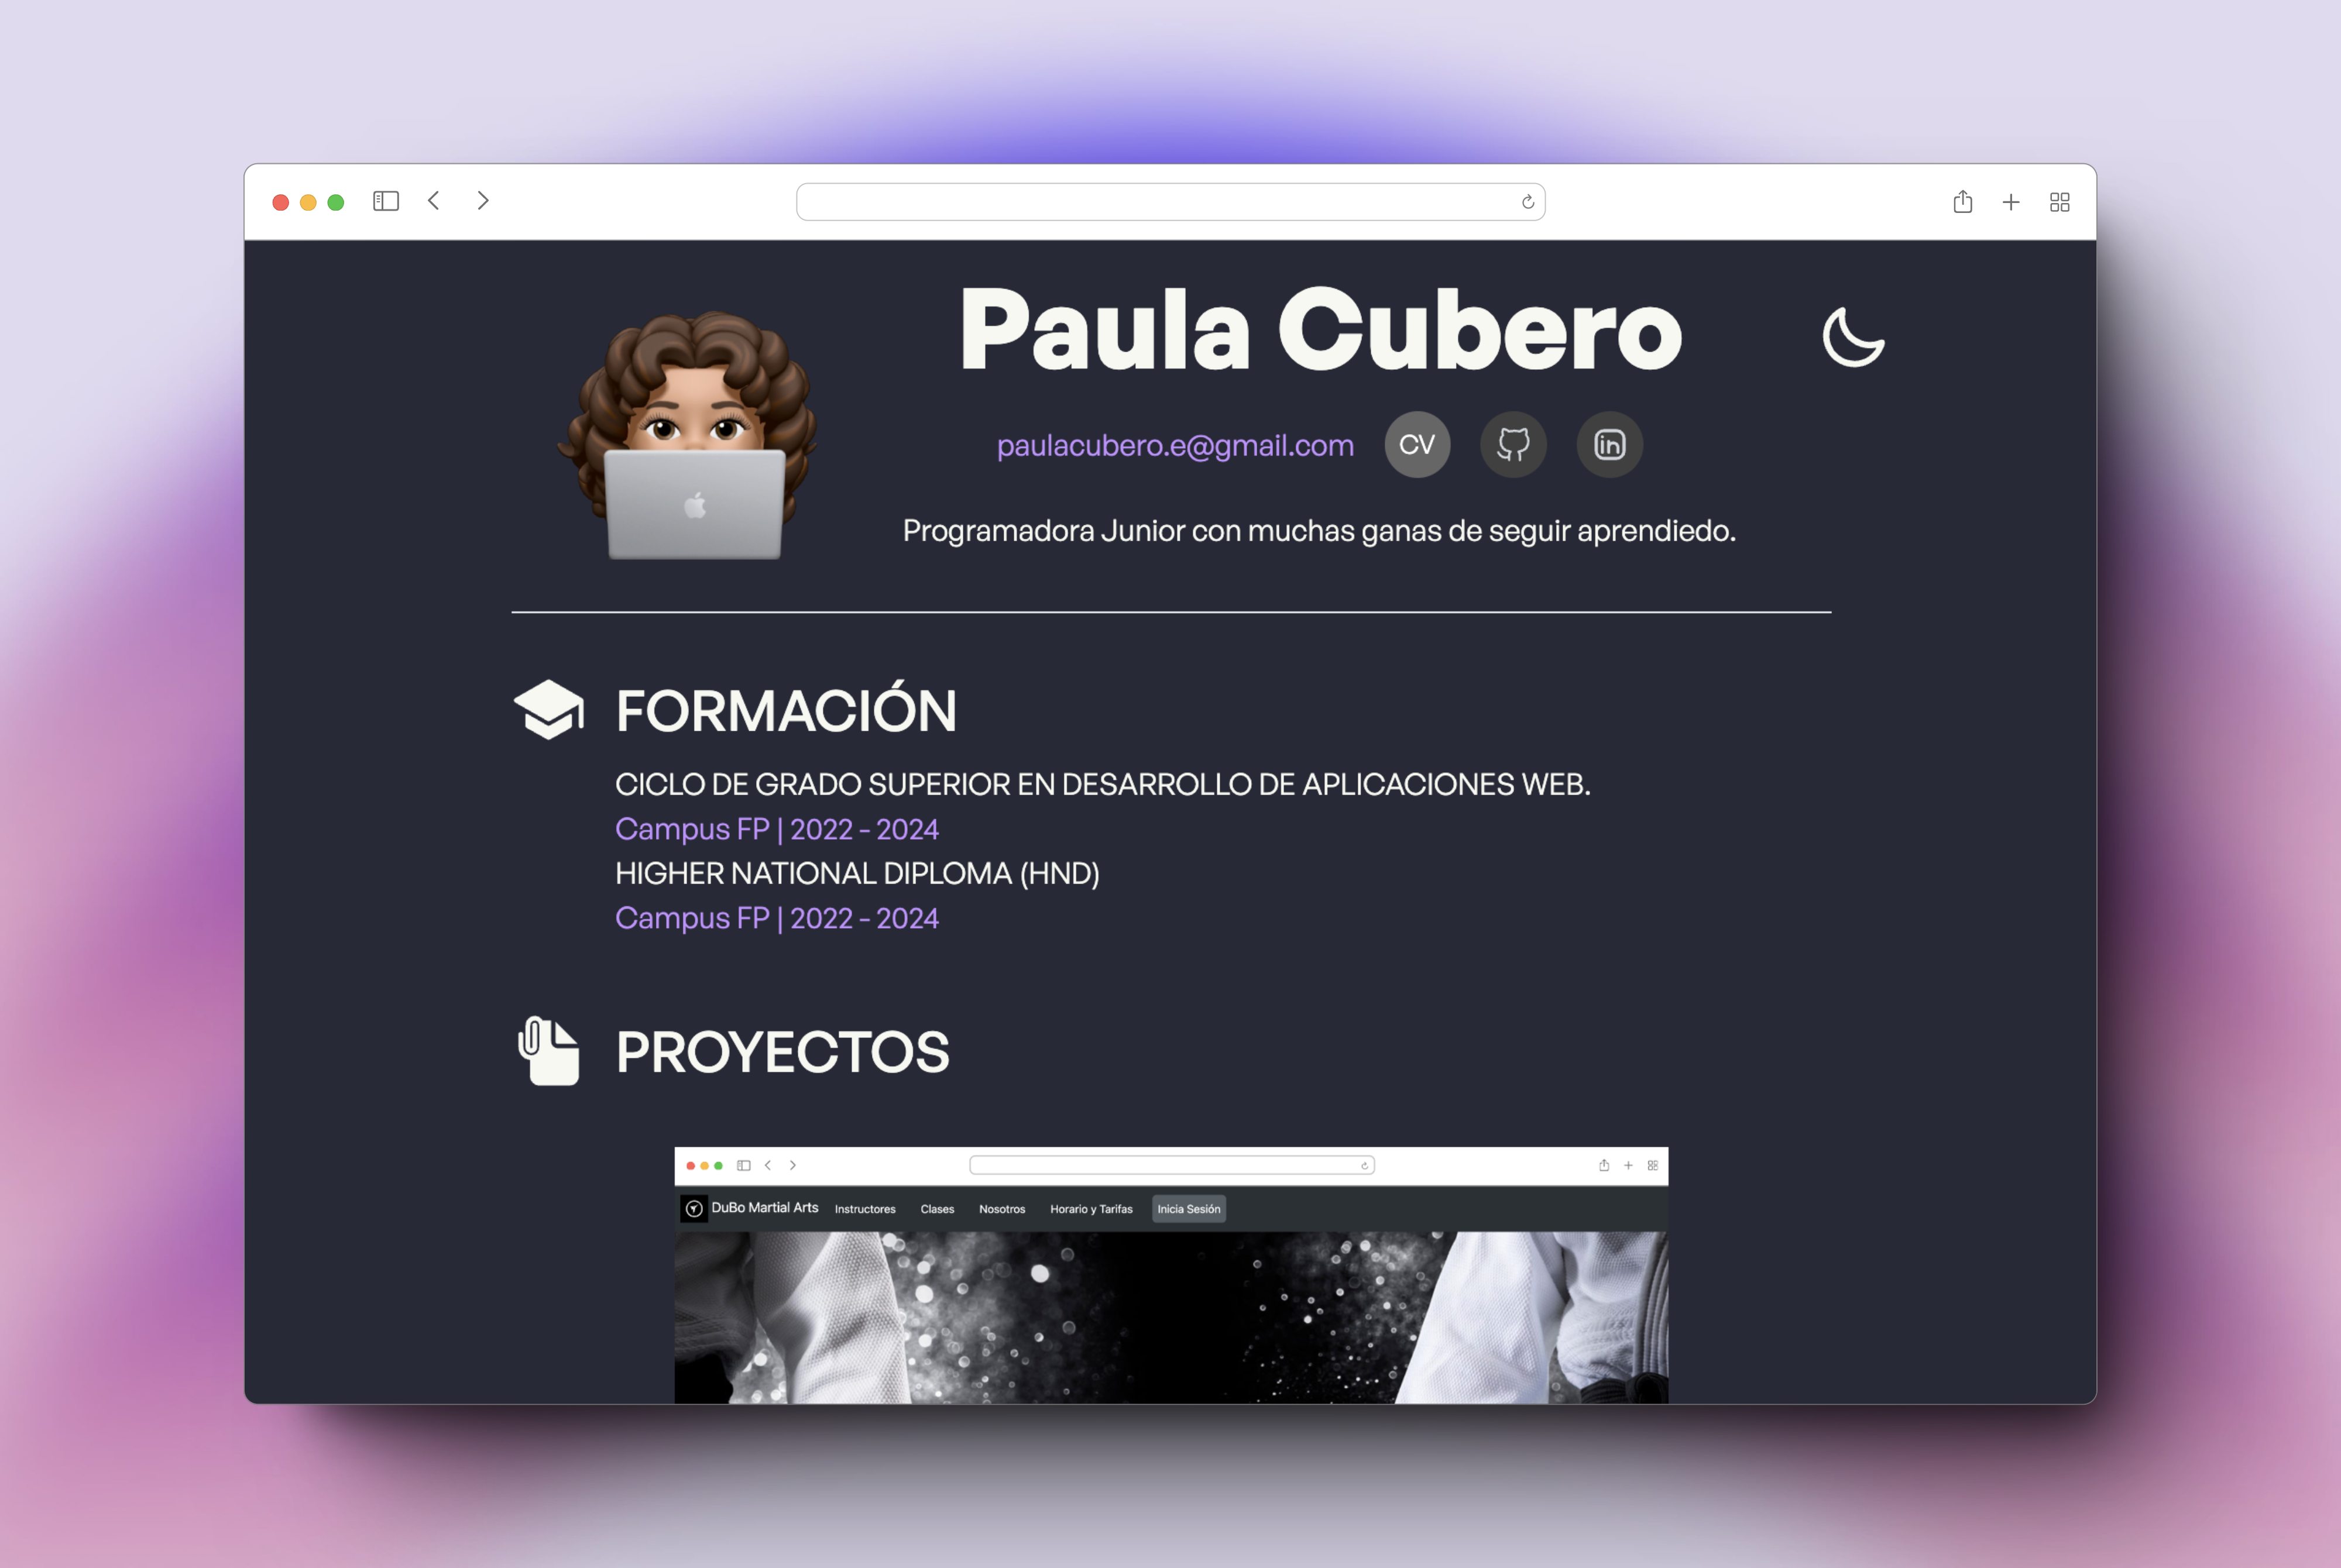 Paula Cubero
paulacubero.e@gmail.com CV in
Programadora Junior con muchas ganas de seguir aprendiedo.
FORMACIÓN
CICLO DE GRADO SUPERIOR EN DESARROLLO DE APLICACIONES WEB.
Campus FP | 2022 - 2024
HIGHER NATIONAL DIPLOMA (HND)
Campus FP | 2022 - 2024
PROYECTOS
DuBo Martial Arts Instructores Clases Nosotros Horario y Tarifas Inicia Sesión